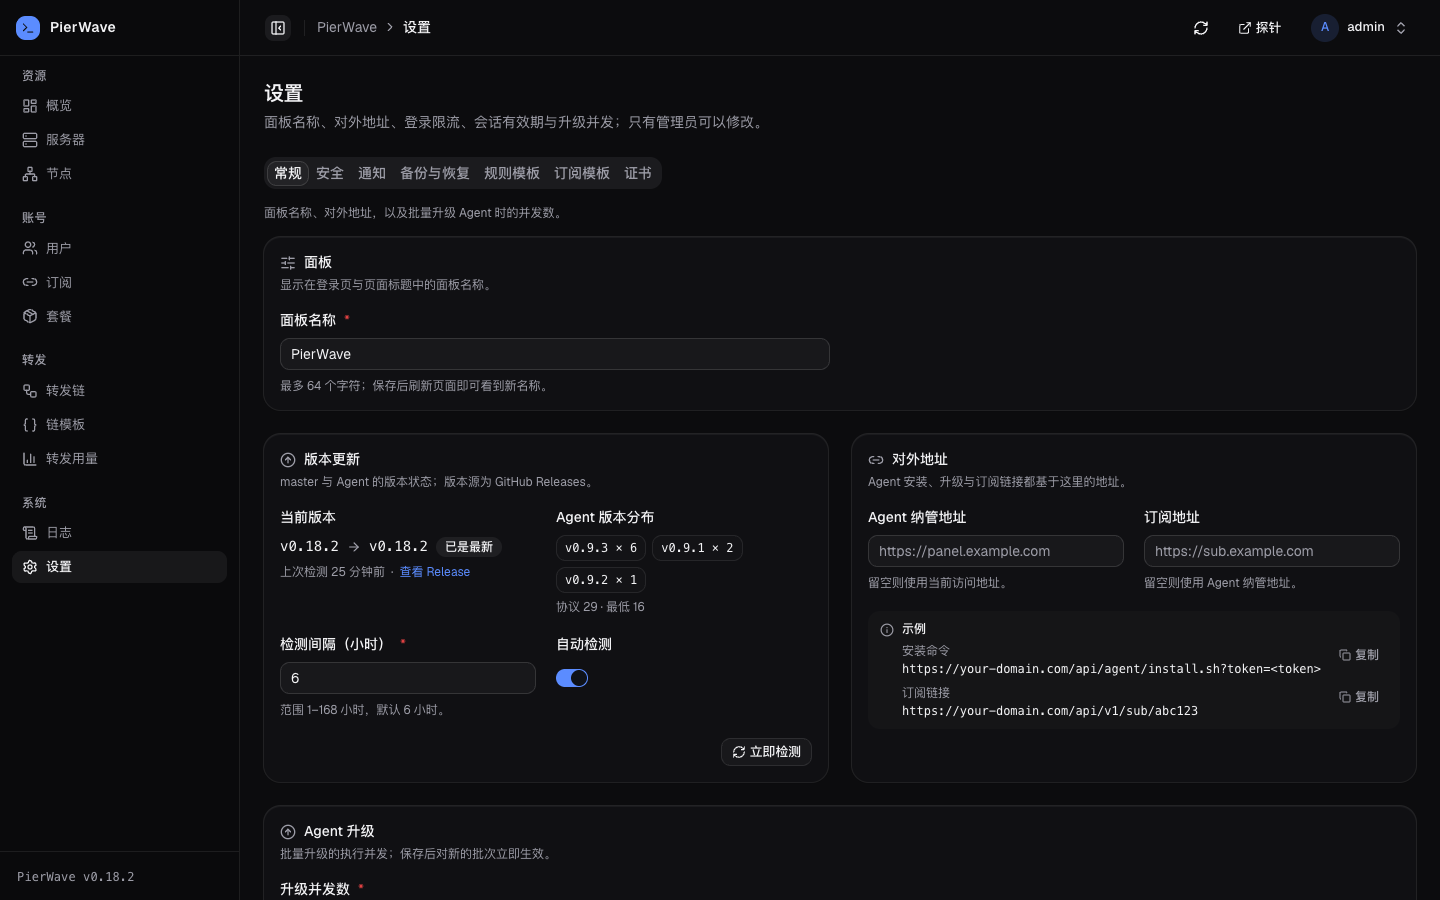 PierWave
资源
概览
服务器
节点
账号
用户
订阅
套餐
转发
转发链
链模板
转发用量
系统
日志
设置
PierWave v0.18.2
PierWave > 设置
探针
A admin
设置
面板名称、对外地址、登录限流、会话有效期与升级并发；只有管理员可以修改。
常规 安全 通知 备份与恢复 规则模板 订阅模板 证书
面板名称、对外地址，以及批量升级 Agent 时的并发数。
面板
显示在登录页与页面标题中的面板名称。
面板名称 *
PierWave
最多 64 个字符；保存后刷新页面即可看到新名称。
版本更新
master 与 Agent 的版本状态；版本源为 GitHub Releases。
当前版本
v0.18.2 → v0.18.2 已是最新
上次检测 25 分钟前 · 查看 Release
Agent 版本分布
v0.9.3 × 6 v0.9.1 × 2
v0.9.2 × 1
协议 29 · 最低 16
检测间隔（小时） *
6
范围 1–168 小时，默认 6 小时。
自动检测
立即检测
对外地址
Agent 安装、升级与订阅链接都基于这里的地址。
Agent 纳管地址
https://panel.example.com
留空则使用当前访问地址。
订阅地址
https://sub.example.com
留空则使用 Agent 纳管地址。
示例
安装命令
https://your-domain.com/api/agent/install.sh?token=<token>
复制
订阅链接
https://your-domain.com/api/v1/sub/abc123
复制
Agent 升级
批量升级的执行并发；保存后对新的批次立即生效。
升级并发数 *